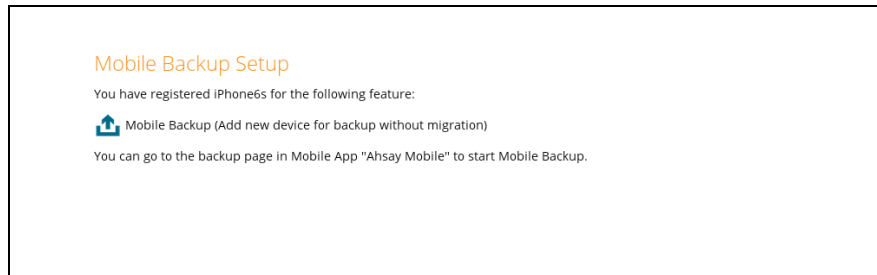 Mobile Backup Setup
You have registered iPhone6s for the following feature:
Mobile Backup (Add new device for backup without migration)
You can go to the backup page in Mobile App "Ahsay Mobile" to start Mobile Backup.